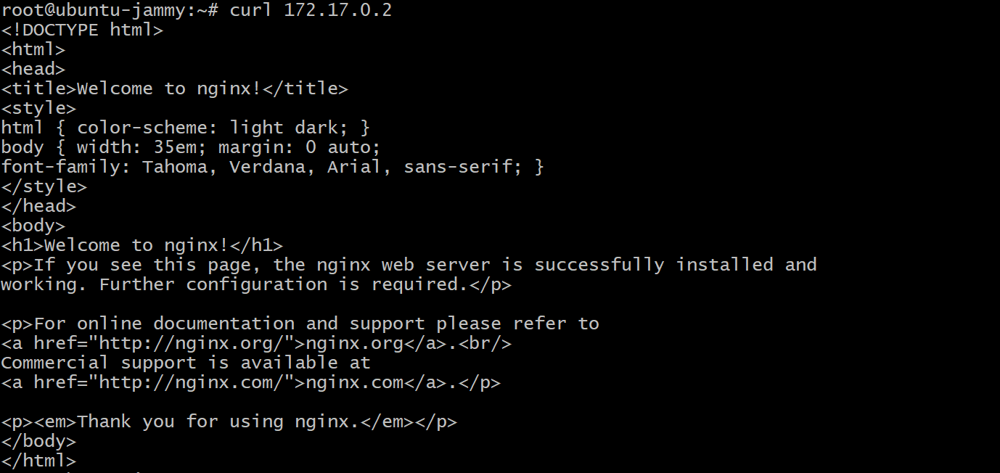 root@ubuntu-jammy:~# curl 172.17.0.2
<!DOCTYPE html>
<html>
<head>
<title>Welcome to nginx!</title>
<style>
html { color-scheme: light dark; }
body { width: 35em; margin: 0 auto;
font-family: Tahoma, Verdana, Arial, sans-serif; }
</style>
</head>
<body>
<h1>Welcome to nginx!</h1>
<p>If you see this page, the nginx web server is successfully installed and
working. Further configuration is required.</p>

<p>For online documentation and support please refer to
<a href="http://nginx.org/">nginx.org</a>.<br/>
Commercial support is available at
<a href="http://nginx.com/">nginx.com</a>.</p>

<p><em>Thank you for using nginx.</em></p>
</body>
</html>